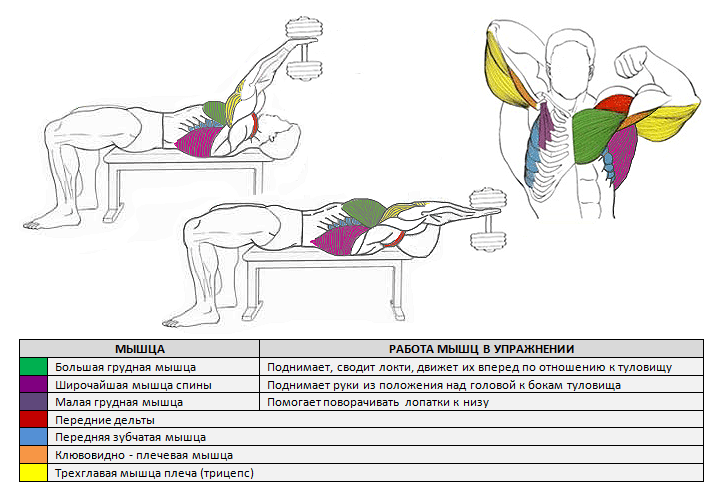 МЫШЦА РАБОТА МЫШЦ В УПРАЖНЕНИИ
Большая грудная мышца Поднимает, сводит локти, движет их вперед по отношению к туловищу
Широчайшая мышца спины Поднимает руки из положения над головой к бокам туловища
Малая грудная мышца Помогает поворачивать лопатки к низу
Передние дельты
Передняя зубчатая мышца
Клювовидно - плечевая мышца
Трехглавая мышца плеча (трицепс)